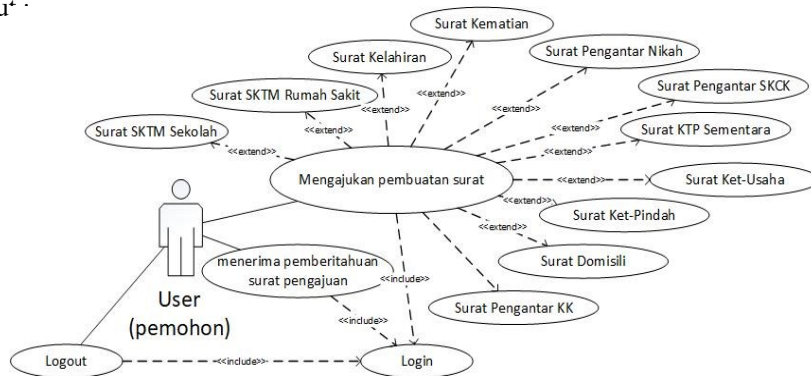 Surat Kematian
Surat Kelahiran
Surat Pengantar Nikah
Surat SKTM Rumah Sakit
Surat Pengantar SKCK
Surat SKTM Sekolah
Surat KTP Sementara
<<extend>>
<<extend>>
<<extend>>
<<extend>>
<<extend>>
<<extend>>
<<extend>>
Mengajukan pembuatan surat
<<extend>>
Surat Ket-Usaha
<<extend>>
Surat Ket-Pindah
<<extend>>
Surat Domisili
menerima pemberitahuan
surat pengajuan
<<include>>
Surat Pengantar KK
User
(pemohon)
<<include>>
Logout
<<include>>
Login